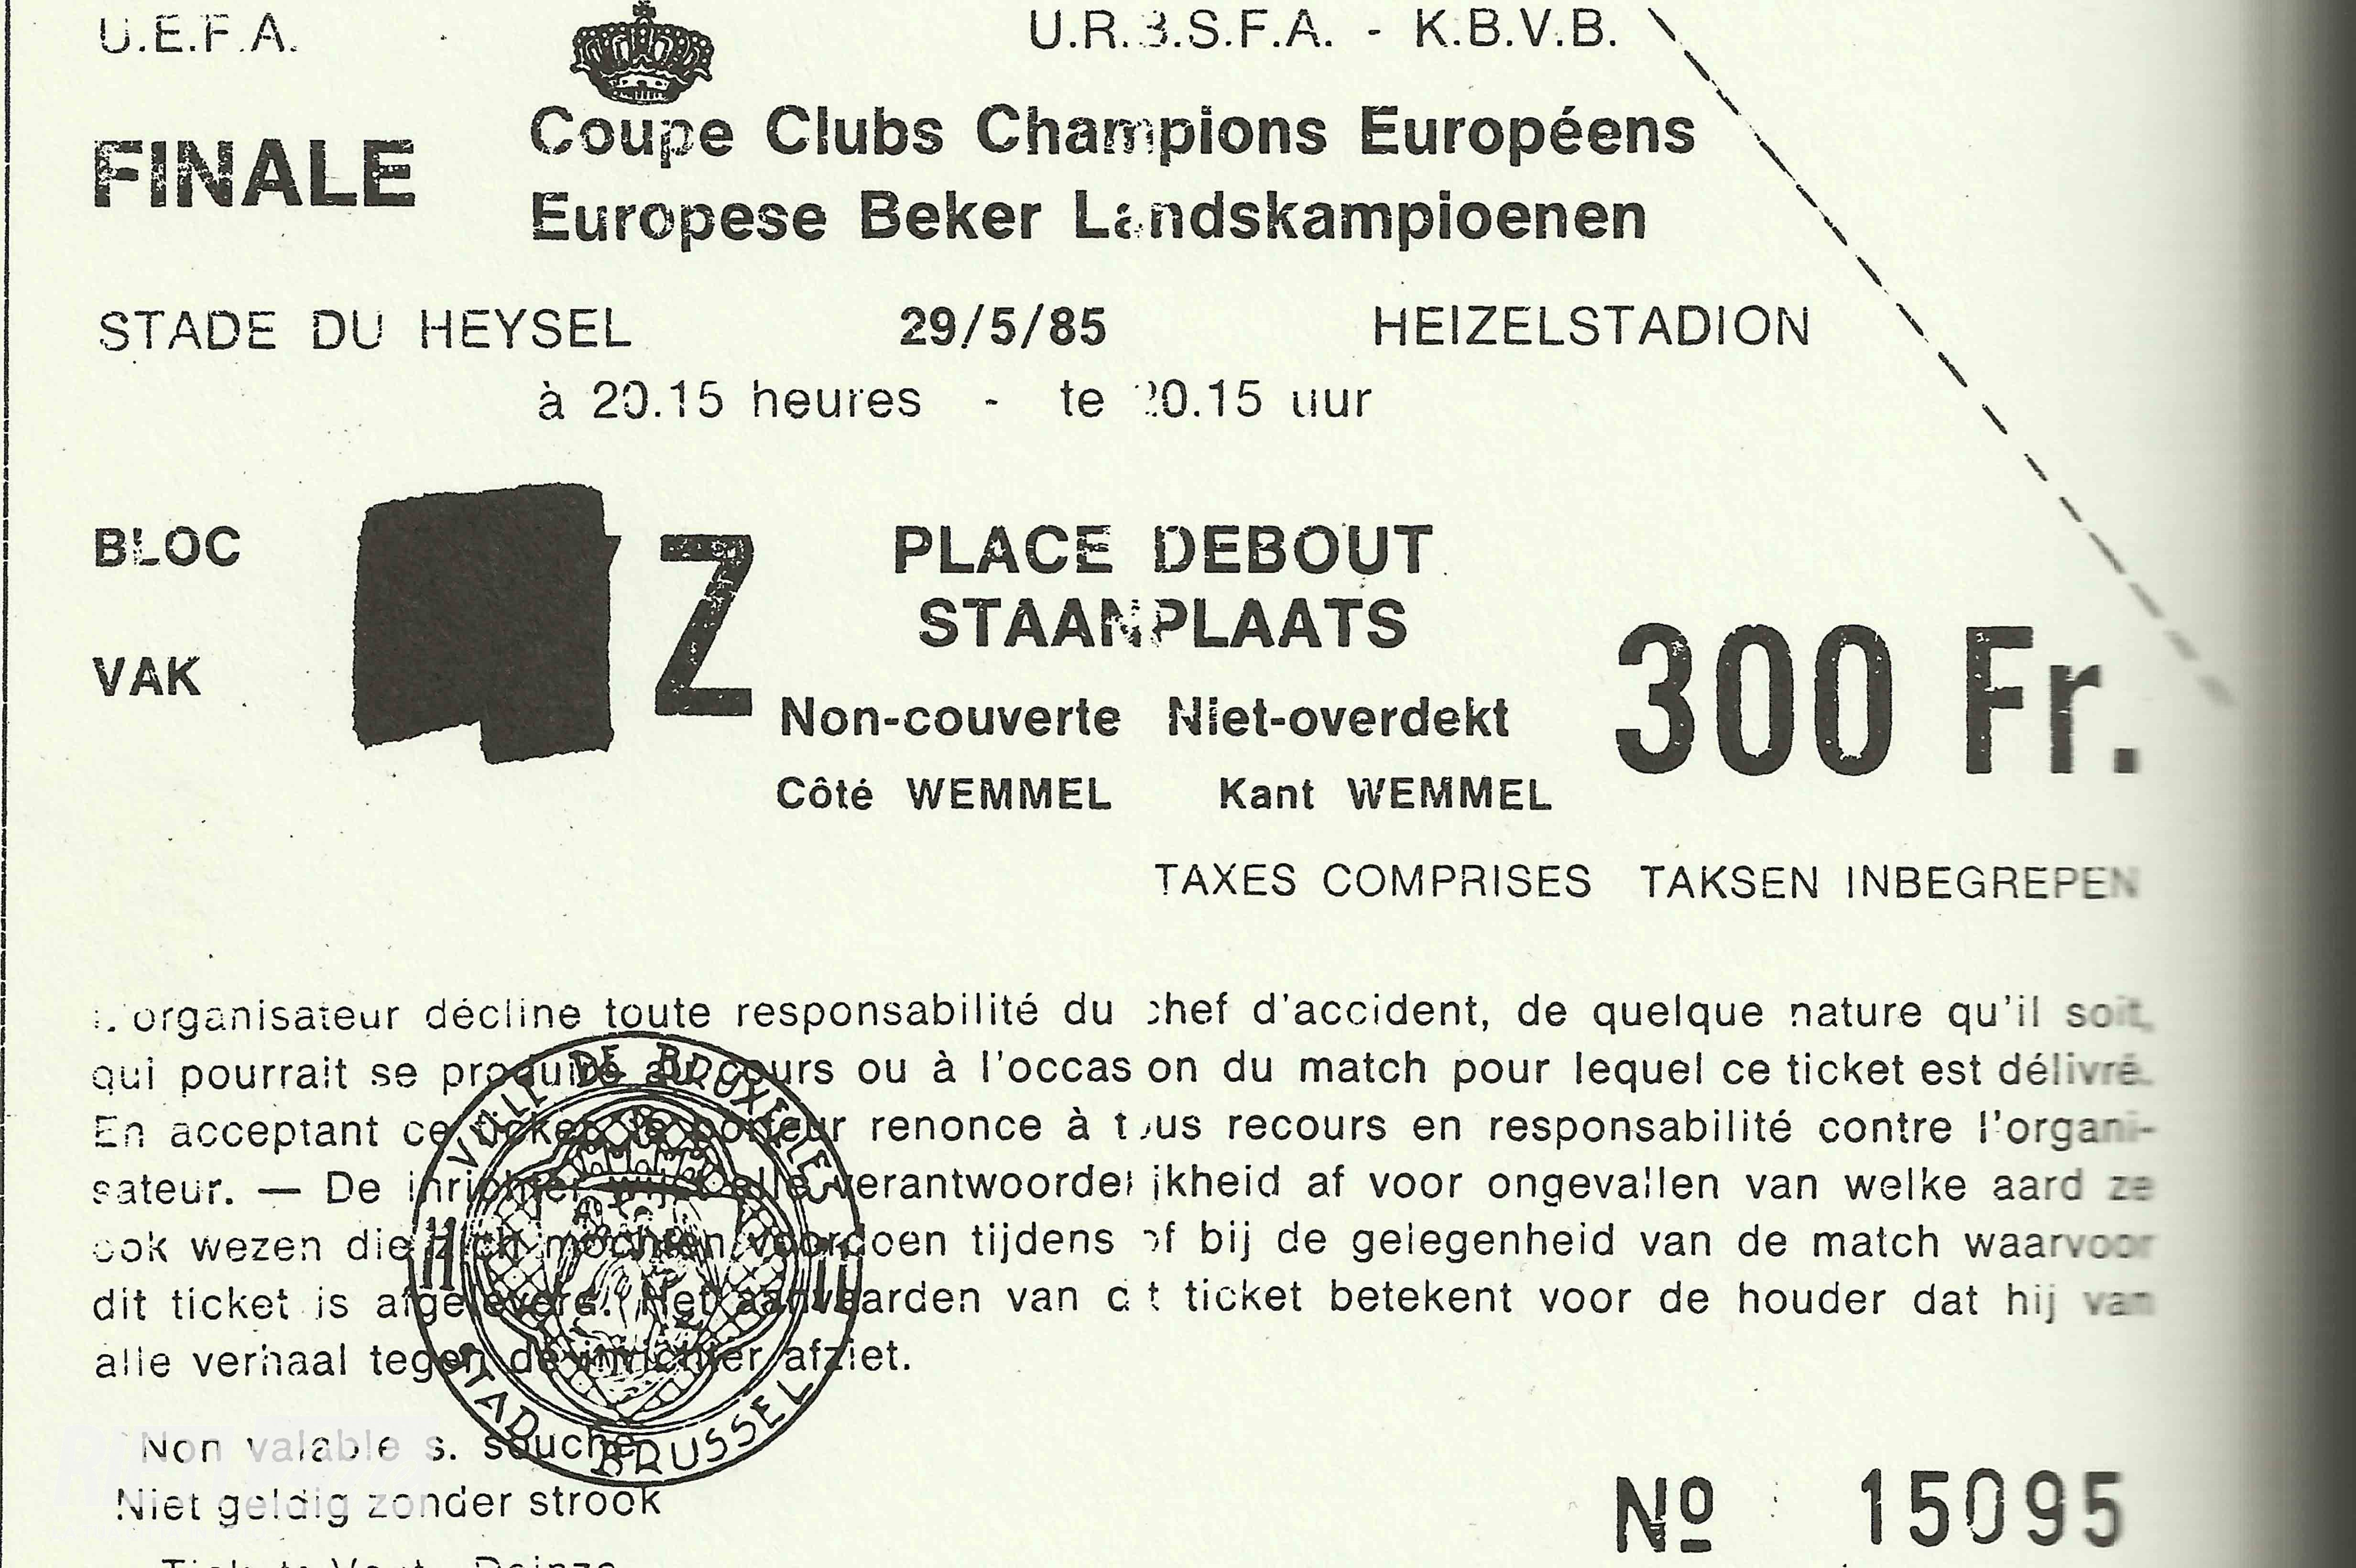 U.E.F.A. U.R.B.S.F.A. - K.B.V.B.
FINALE
Coupe Clubs Champions Européens
Europese Beker Landskampioenen
STADE DU HEYSEL 29/5/85 HEIZELSTADION
à 20.15 heures - te 20.15 uur
BLOC
VAK
Z
PLACE DEBOUT
STAANPLAATS
Non-couverte Niet-overdekt
Côté WEMMEL Kant WEMMEL
300 Fr.
TAXES COMPRISES TAKSEN INBEGREPEN
L'organisateur décline toute responsabilité du chef d'accident, de quelque nature qu'il soit,
qui pourrait se produire au cours ou à l'occasion du match pour lequel ce ticket est délivré.
En acceptant ce ticket le porteur renonce à tous recours en responsabilité contre l'organi-
sateur. — De inrichter wijst alle verantwoordelijkheid af voor ongevallen van welke aard ze
ook wezen die zich mochten voordoen tijdens of bij de gelegenheid van de match waarvoor
dit ticket is afgeleverd. Het aanvaarden van dit ticket betekent voor de houder dat hij van
alle verhaal tegen de inrichter afziet.
VILLE DE BRUXELLES
STAD BRUSSEL
Non valable s. souche
Niet geldig zonder strook
Nº 15095